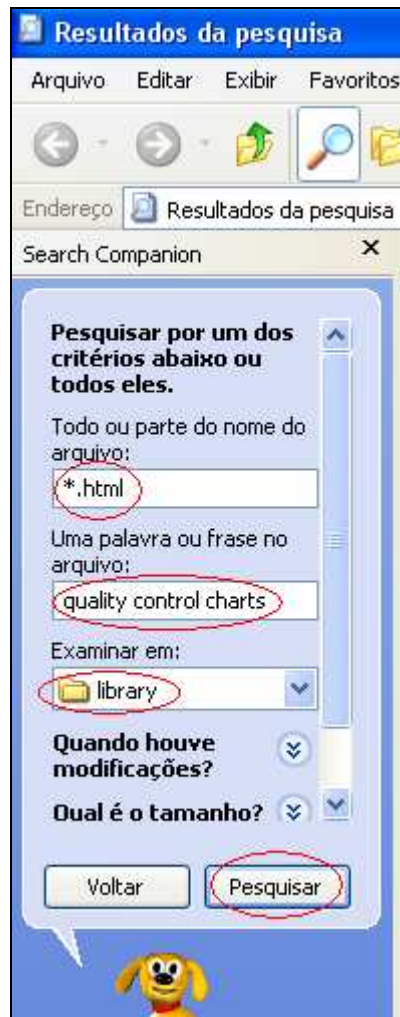 Resultados da pesquisa
Arquivo Editar Exibir Favoritos
Endereço Resultados da pesquisa
Search Companion
Pesquisar por um dos
critérios abaixo ou
todos eles.
Todo ou parte do nome do
arquivo:
*.html
Uma palavra ou frase no
arquivo:
quality control charts
Examinar em:
library
Quando houve
modificações?
Qual é o tamanho?
Voltar Pesquisar